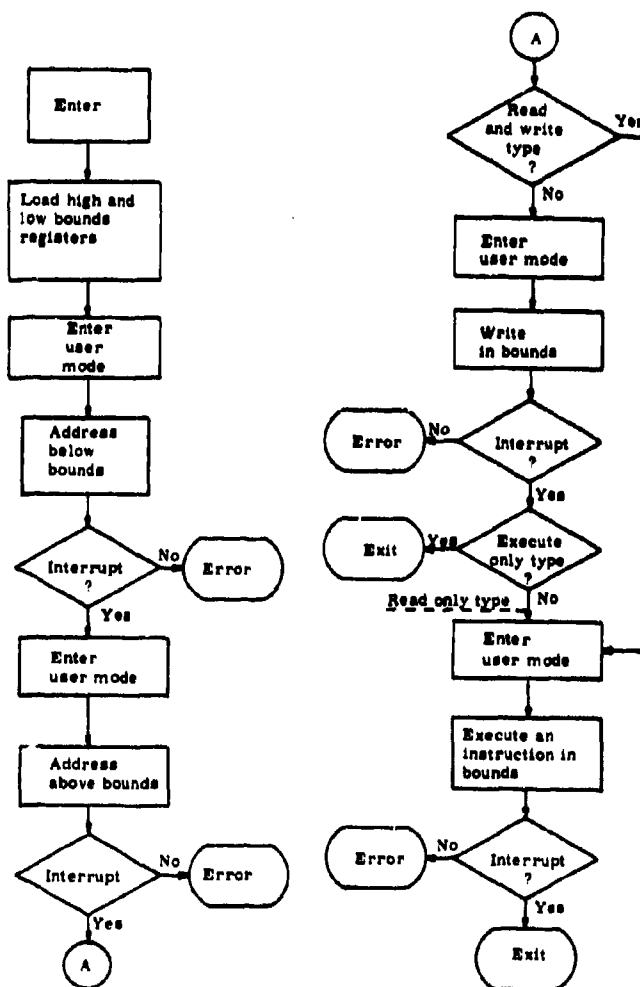 Enter
Load high and
low bounds
registers
Enter
user
mode
Address
below
bounds
Interrupt
?
No
Error
Yes
Enter
user mode
Address
above bounds
Interrupt
No
Error
Yes
A
A
Read
and write
type
?
Yes
No
Enter
user mode
Write
in bounds
Interrupt
?
No
Error
Yes
Execute
only type
?
Yes
Exit
No
Read only type
Enter
user mode
Execute an
instruction in
bounds
Interrupt
?
No
Error
Yes
Exit